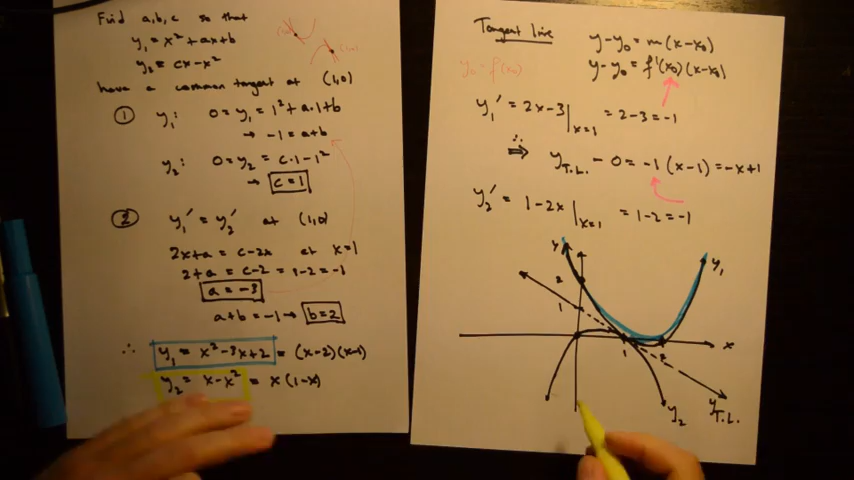 Find a, b, c so that
y₁ = x² + ax + b
y₂ = cx - x²
have a common tangent at (1,0)
① y₁: 0 = y₁ = 1² + a·1 + b
→ -1 = a+b
y₂: 0 = y₂ = c·1 - 1²
→ c = 1
② y₁' = y₂' at (1,0)
2x+a = c-2x at x=1
2+a = c-2 = 1-2 = -1
a = -3
a+b = -1 → b=2
∴ y₁ = x² - 3x + 2 = (x-2)(x-1)
y₂ = x - x² = x(1-x)
Tangent line
y - y₀ = m(x-x₀)
y₀ = f(x₀)
y - y₀ = f'(x₀)(x-x₀)
y₁' = 2x-3|x=1 = 2-3 = -1
∴
⇒ y T.L. - 0 = -1(x-1) = -x+1
y₂' = 1-2x|x=1 = 1-2 = -1
y
y₁
2
1
1
2
x
y₂
y T.L.